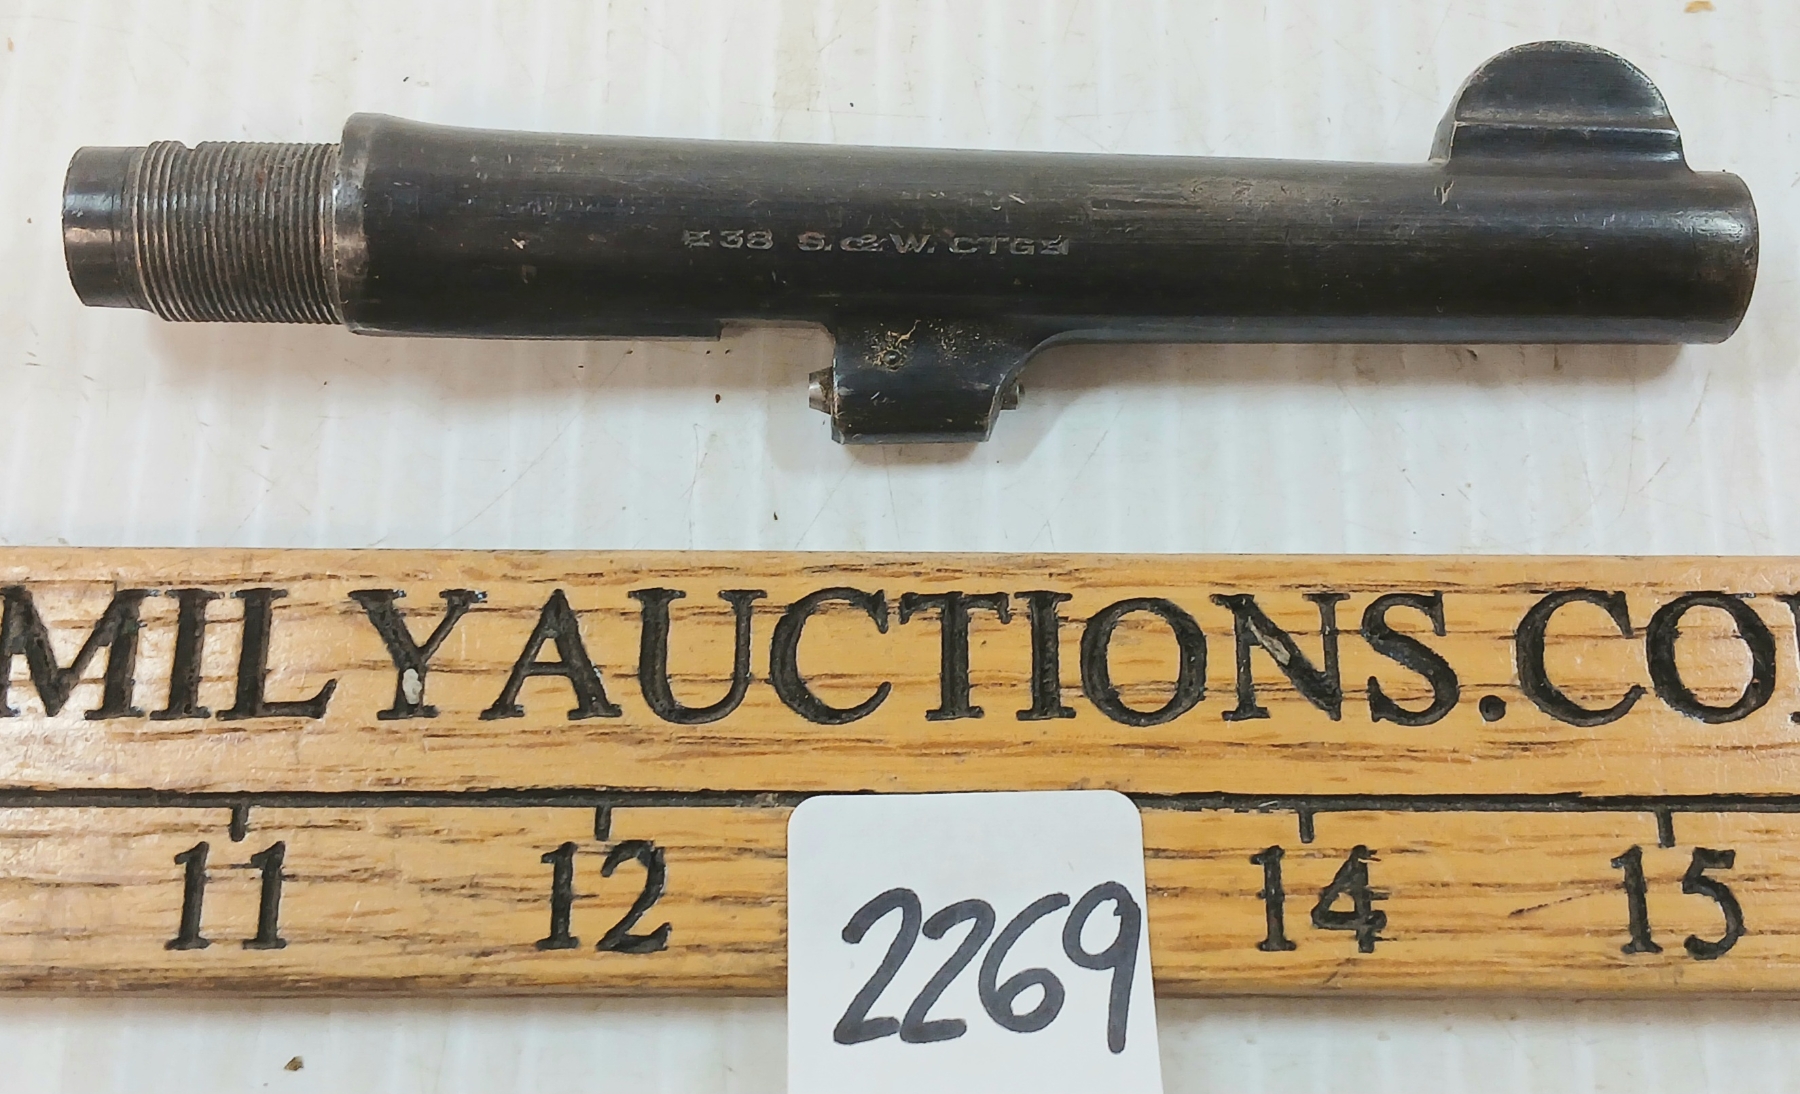 38 S.&W. CTG
MILYAUCTIONS.CO
11 12 14 15
2269